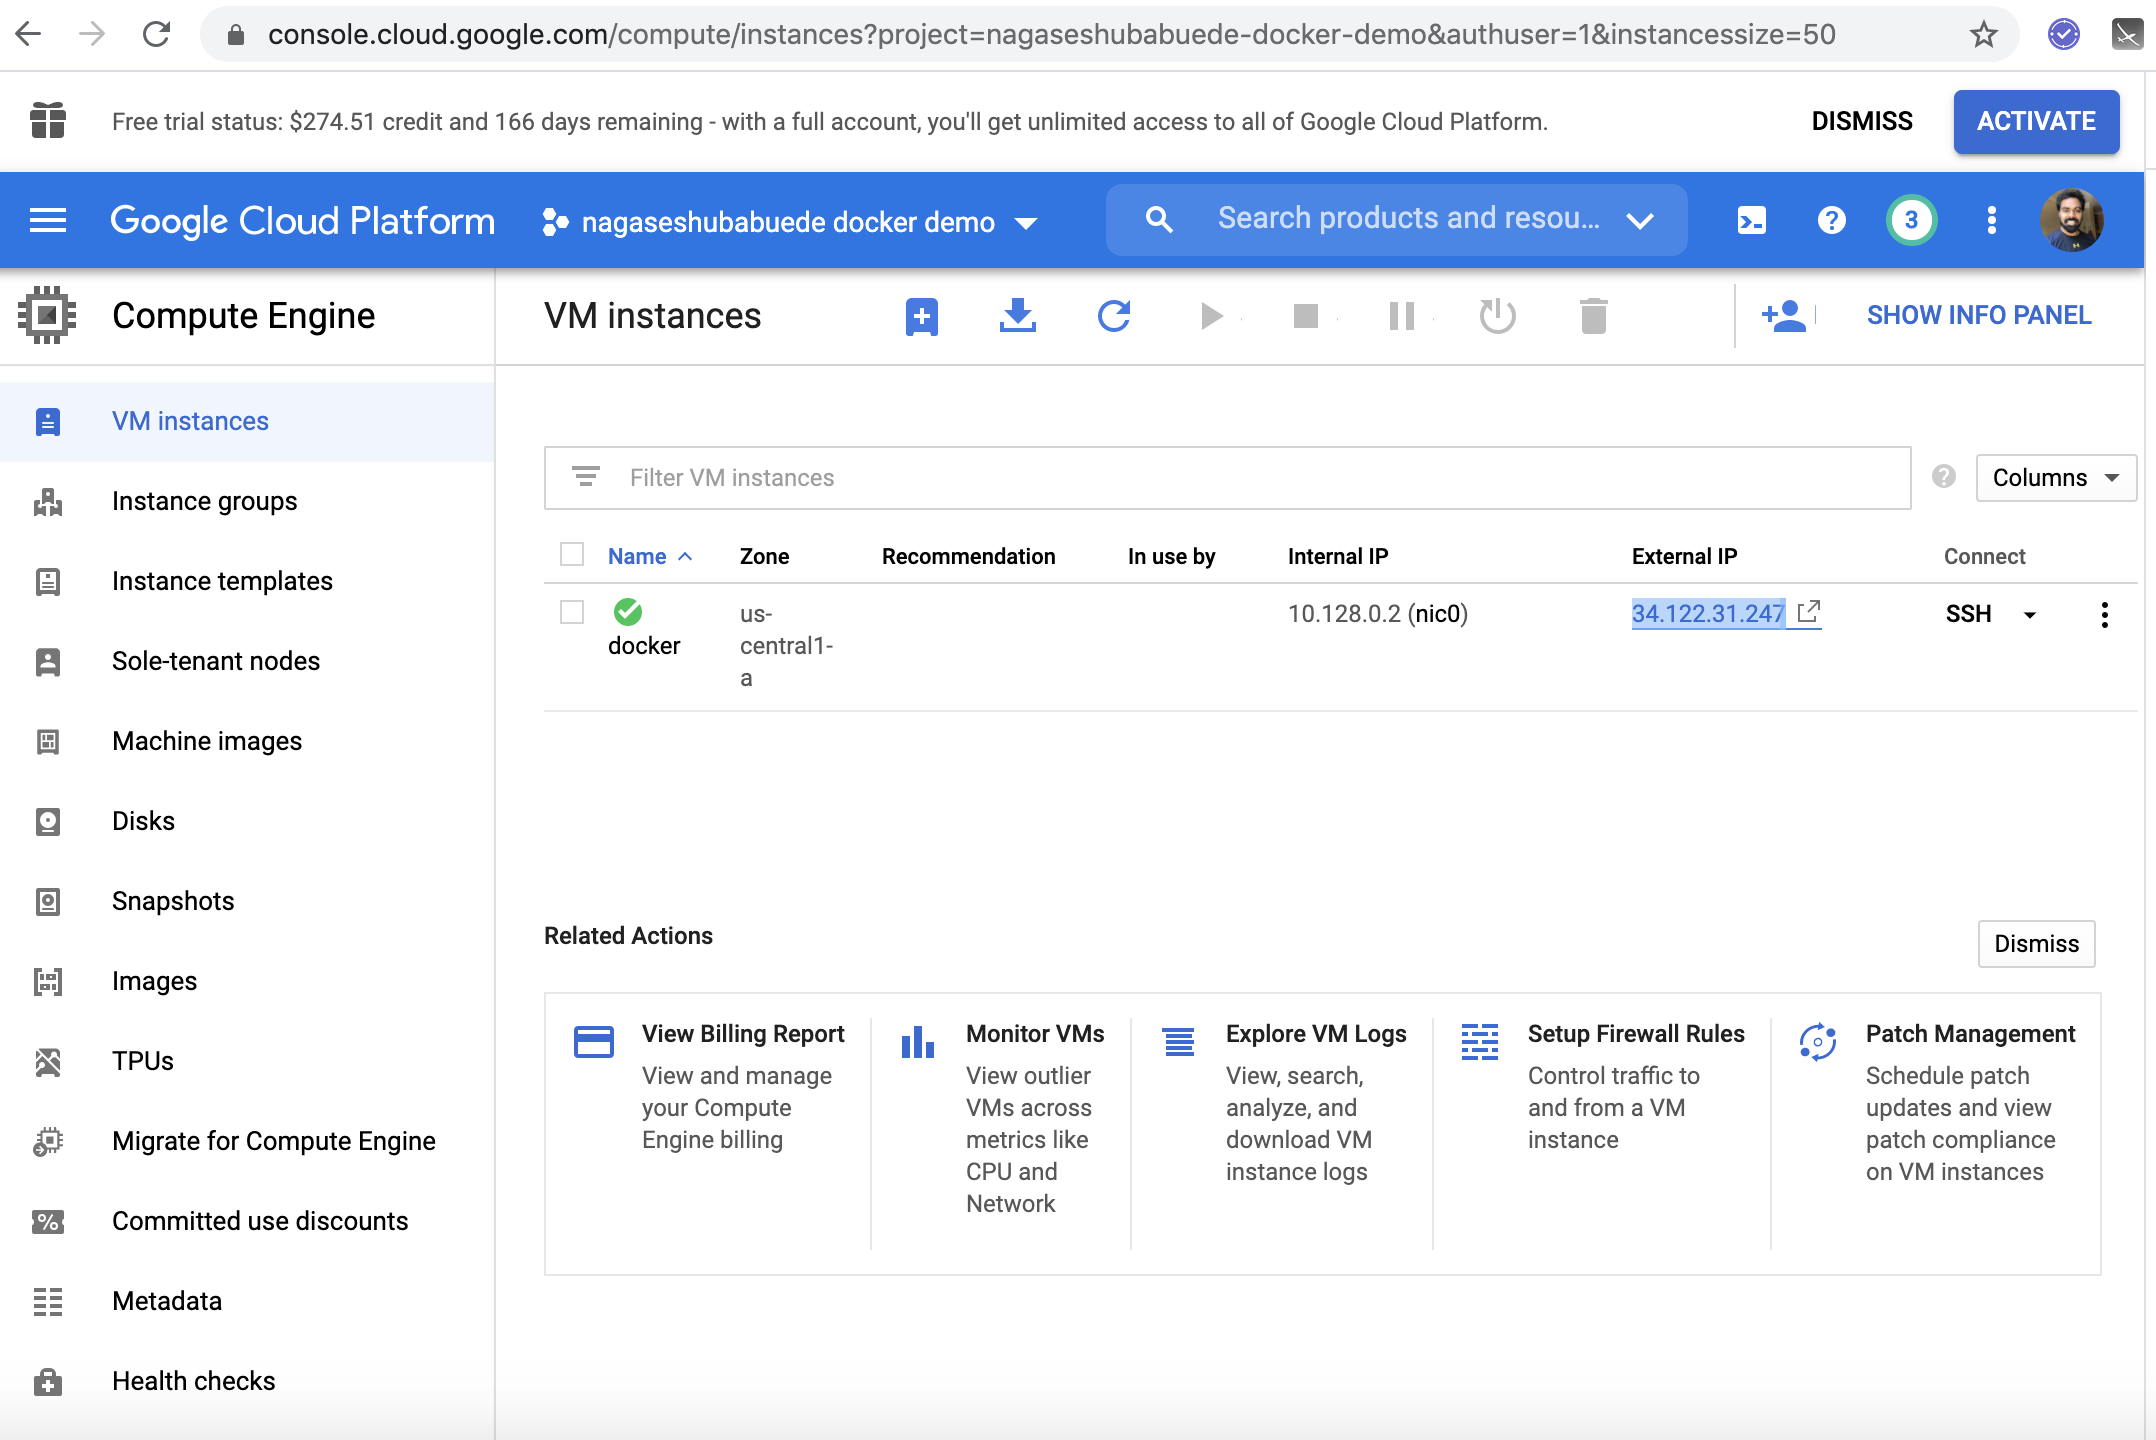 console.cloud.google.com/compute/instances?project=nagaseshubabuede-docker-demo&authuser=1&instancessize=50
Free trial status: $274.51 credit and 166 days remaining - with a full account, you'll get unlimited access to all of Google Cloud Platform.
DISMISS
ACTIVATE
Google Cloud Platform
nagaseshubabuede docker demo
Search products and resou...
3
Compute Engine
VM instances
SHOW INFO PANEL
VM instances
Instance groups
Instance templates
Sole-tenant nodes
Machine images
Disks
Snapshots
Images
TPUs
Migrate for Compute Engine
Committed use discounts
Metadata
Health checks
Filter VM instances
Columns
Name Zone Recommendation In use by Internal IP External IP Connect
docker
us-
central1-
a
10.128.0.2 (nic0)
34.122.31.247
SSH
Related Actions
Dismiss
View Billing Report
View and manage
your Compute
Engine billing
Monitor VMs
View outlier
VMs across
metrics like
CPU and
Network
Explore VM Logs
View, search,
analyze, and
download VM
instance logs
Setup Firewall Rules
Control traffic to
and from a VM
instance
Patch Management
Schedule patch
updates and view
patch compliance
on VM instances